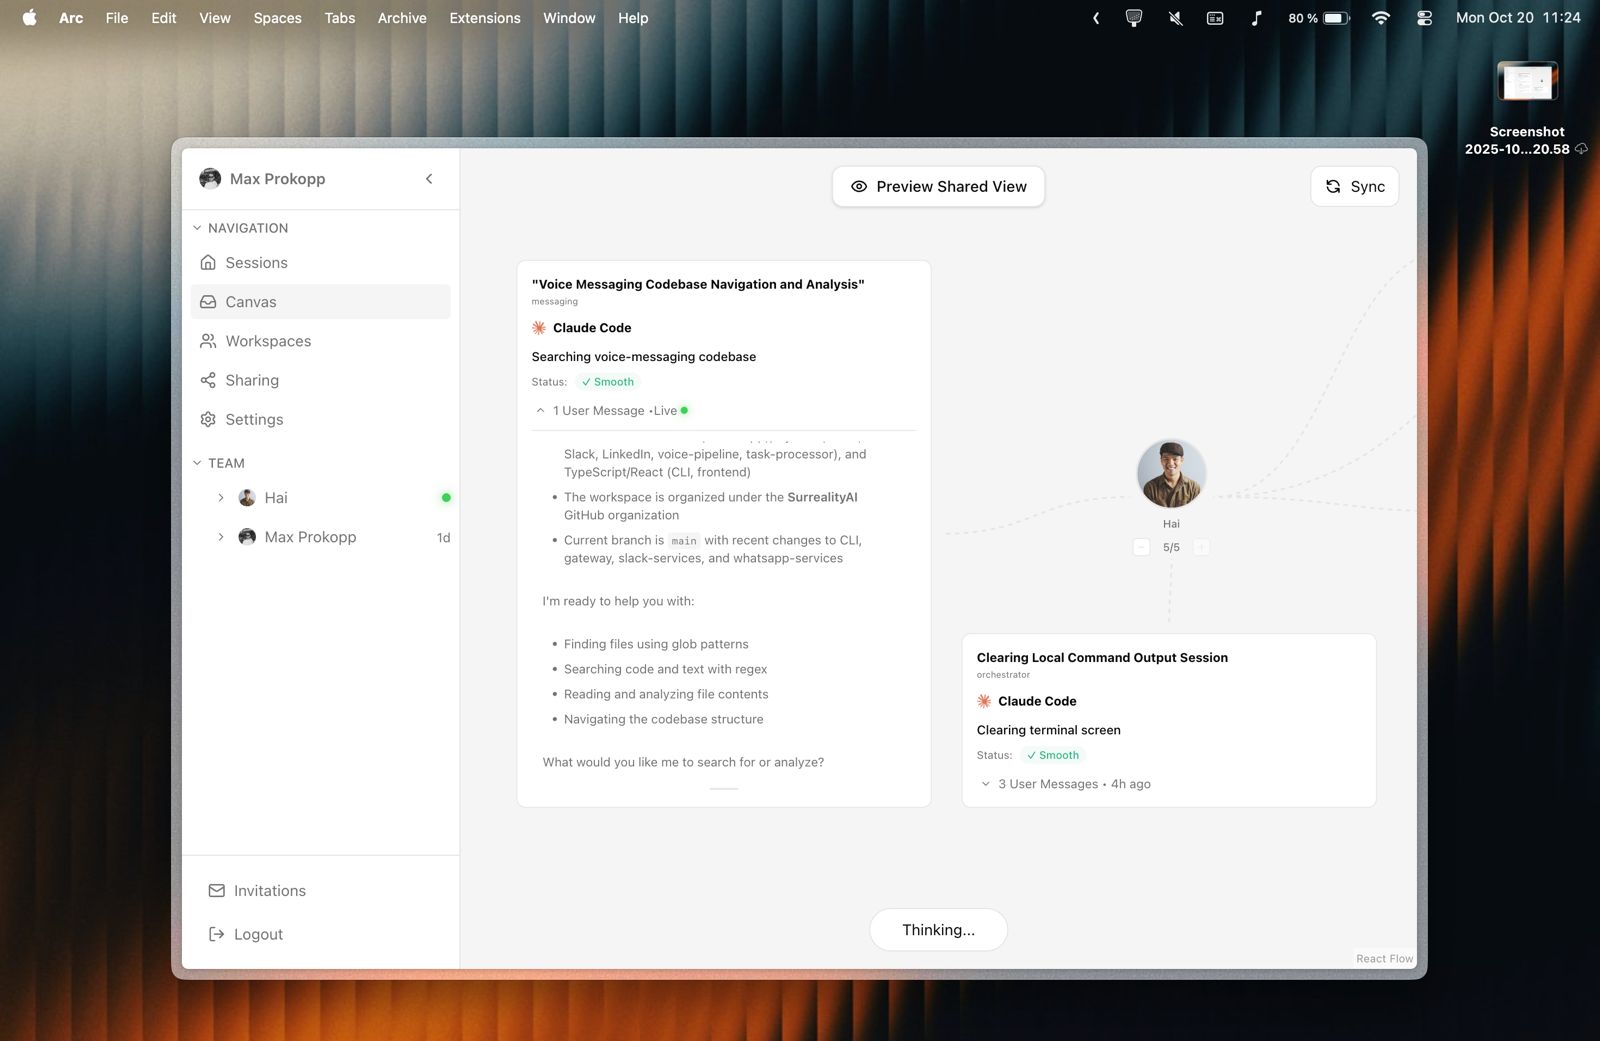 Arc File Edit View Spaces Tabs Archive Extensions Window Help
80 % Mon Oct 20 11:24
Screenshot
2025-10...20.58
Max Prokopp
NAVIGATION
Sessions
Canvas
Workspaces
Sharing
Settings
TEAM
Hai
Max Prokopp 1d
Invitations
Logout
Preview Shared View
Sync
"Voice Messaging Codebase Navigation and Analysis"
messaging
Claude Code
Searching voice-messaging codebase
Status: ✓ Smooth
1 User Message •Live
Slack, LinkedIn, voice-pipeline, task-processor), and
TypeScript/React (CLI, frontend)
• The workspace is organized under the SurrealityAI
GitHub organization
• Current branch is main with recent changes to CLI,
gateway, slack-services, and whatsapp-services
I'm ready to help you with:
• Finding files using glob patterns
• Searching code and text with regex
• Reading and analyzing file contents
• Navigating the codebase structure
What would you like me to search for or analyze?
Hai
- 5/5 +
Clearing Local Command Output Session
orchestrator
Claude Code
Clearing terminal screen
Status: ✓ Smooth
3 User Messages • 4h ago
Thinking...
React Flow